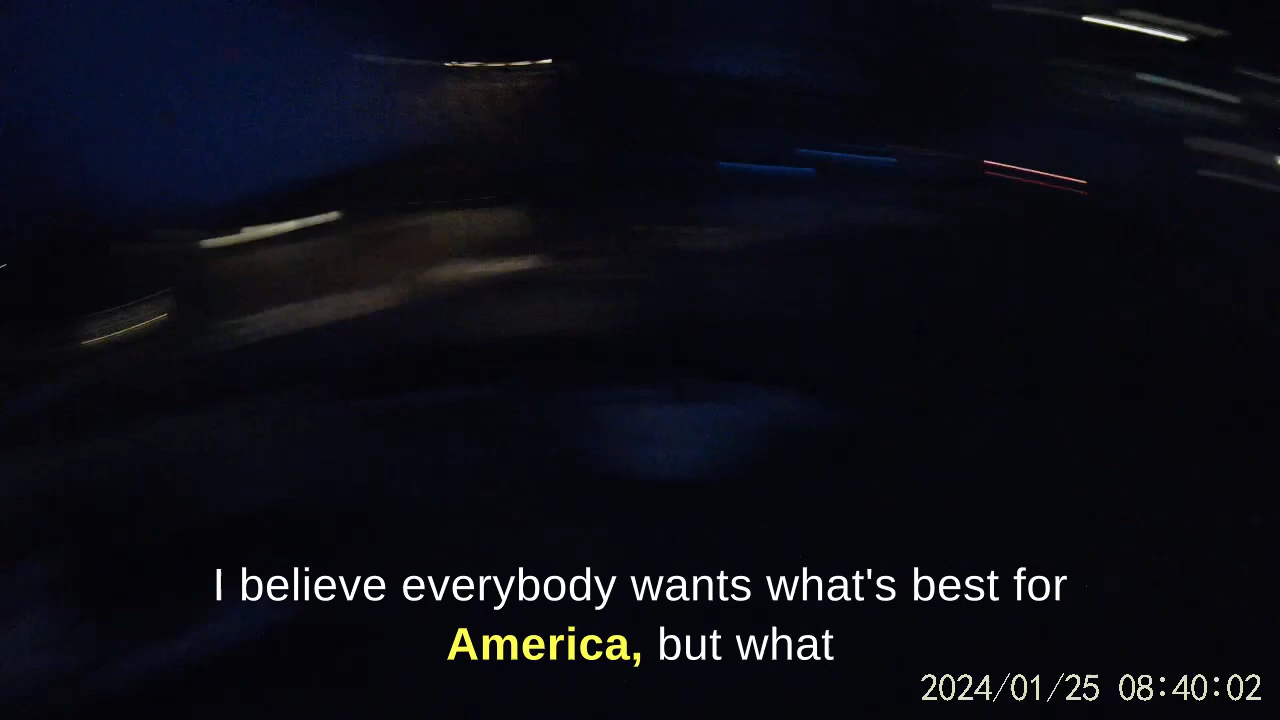 I believe everybody wants what's best for
America, but what
2024/01/25 08:40:02